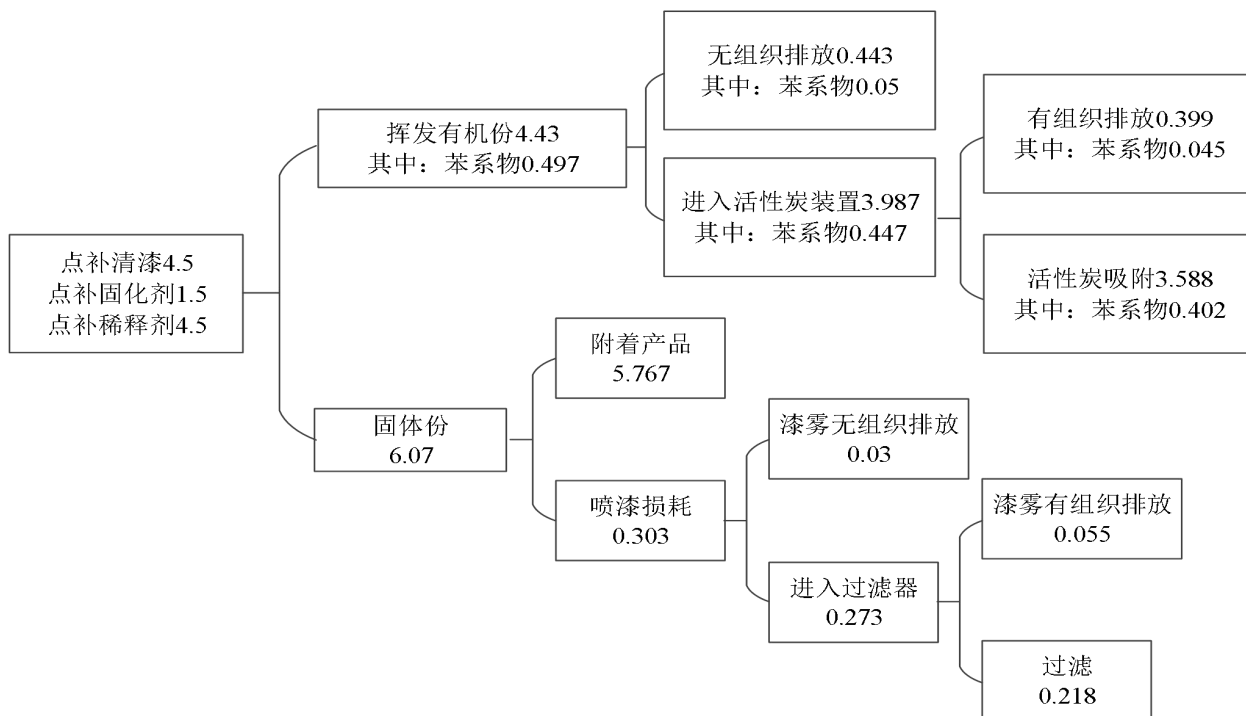 无组织排放0.443
其中：苯系物0.05
挥发有机份4.43
其中：苯系物0.497
有组织排放0.399
其中：苯系物0.045
进入活性炭装置3.987
其中：苯系物0.447
点补清漆4.5
点补固化剂1.5
点补稀释剂4.5
活性炭吸附3.588
其中：苯系物0.402
附着产品
5.767
固体份
6.07
漆雾无组织排放
0.03
喷漆损耗
0.303
漆雾有组织排放
0.055
进入过滤器
0.273
过滤
0.218